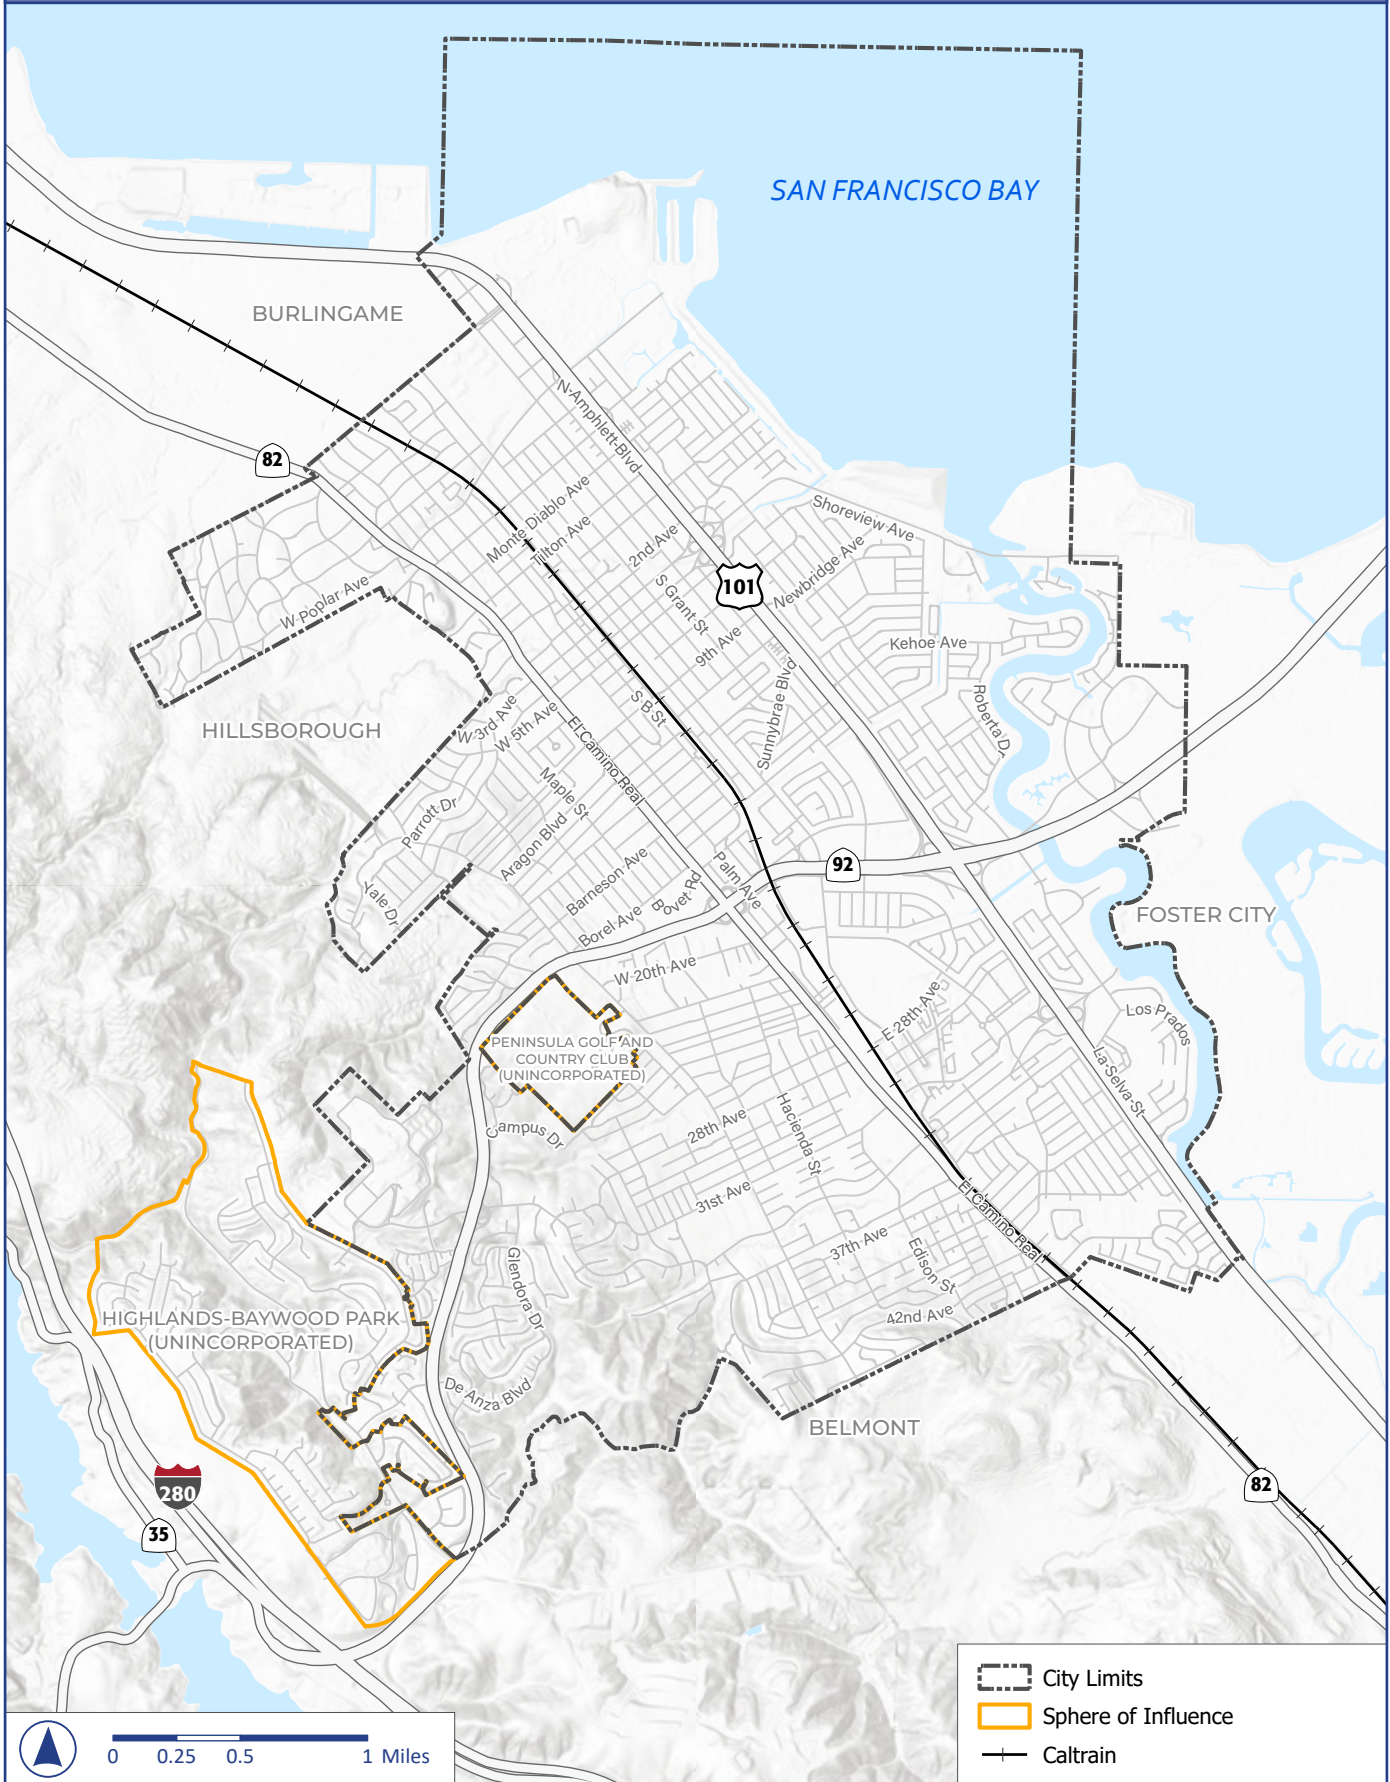 SAN FRANCISCO BAY
BURLINGAME
N Amphlett Blvd
82
Monte Diablo Ave
Tilton Ave
2nd Ave
Shoreview Ave
Newbridge Ave
101
S Grant St
W Poplar Ave
9th Ave
Kehoe Ave
Sunnybrae Blvd
Roberta Dr
HILLSBOROUGH
W 3rd Ave
W 5th Ave
S B St
El Camino Real
Maple St
Parrott Dr
Aragon Blvd
92
Barneson Ave
Palm Ave
Bovet Rd
Yale Dr
Borel Ave
FOSTER CITY
W 20th Ave
E 28th Ave
Los Prados
PENINSULA GOLF AND
COUNTRY CLUB
(UNINCORPORATED)
La Selva St
Campus Dr
28th Ave
Hacienda St
31st Ave
El Camino Real
37th Ave
Edison St
Glendora Dr
42nd Ave
HIGHLANDS-BAYWOOD PARK
(UNINCORPORATED)
De Anza Blvd
BELMONT
280
82
35
City Limits
Sphere of Influence
Caltrain
0 0.25 0.5 1 Miles